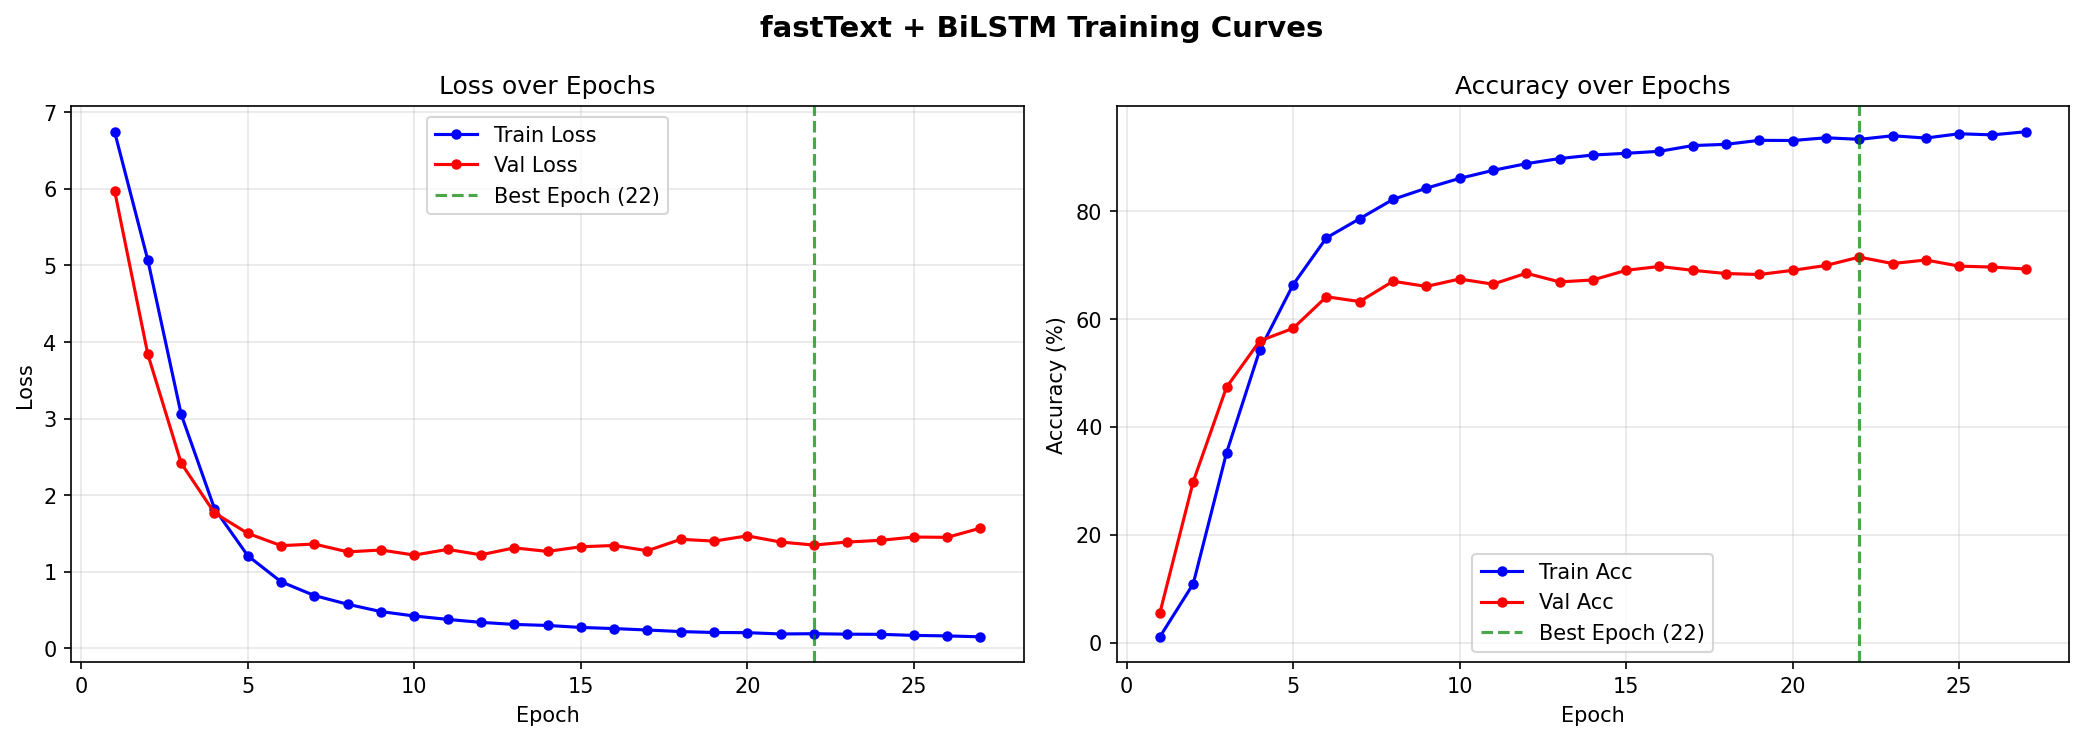 fastText + BiLSTM Training Curves
Loss over Epochs
7
6
5
4
3
2
1
0
Loss
Train Loss
Val Loss
Best Epoch (22)
0 5 10 15 20 25
Epoch
Accuracy over Epochs
80
60
40
20
0
Accuracy (%)
Train Acc
Val Acc
Best Epoch (22)
0 5 10 15 20 25
Epoch